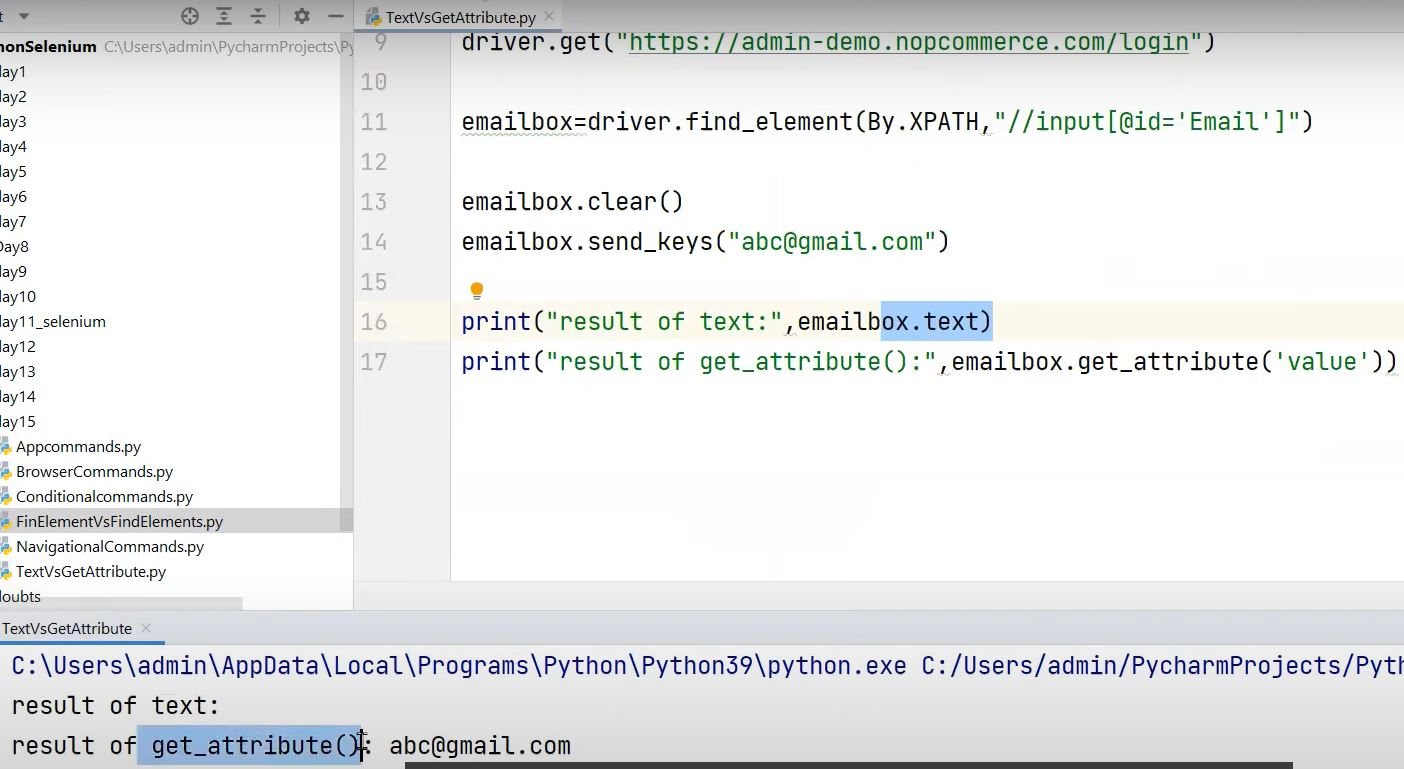 t
TextVsGetAttribute.py
honSelenium C:\Users\admin\PycharmProjects\Py
lay1
lay2
lay3
lay4
lay5
lay6
lay7
Day8
lay9
lay10
lay11_selenium
lay12
lay13
lay14
lay15
Appcommands.py
BrowserCommands.py
Conditionalcommands.py
FinElementVsFindElements.py
NavigationalCommands.py
TextVsGetAttribute.py
loubts
9 driver.get("https://admin-demo.nopcommerce.com/login")
10
11 emailbox=driver.find_element(By.XPATH,"//input[@id='Email']")
12
13 emailbox.clear()
14 emailbox.send_keys("abc@gmail.com")
15
16 print("result of text:",emailbox.text)
17 print("result of get_attribute():",emailbox.get_attribute('value'))
TextVsGetAttribute
C:\Users\admin\AppData\Local\Programs\Python\Python39\python.exe C:/Users/admin/PycharmProjects/Pyth
result of text:
result of get_attribute(): abc@gmail.com